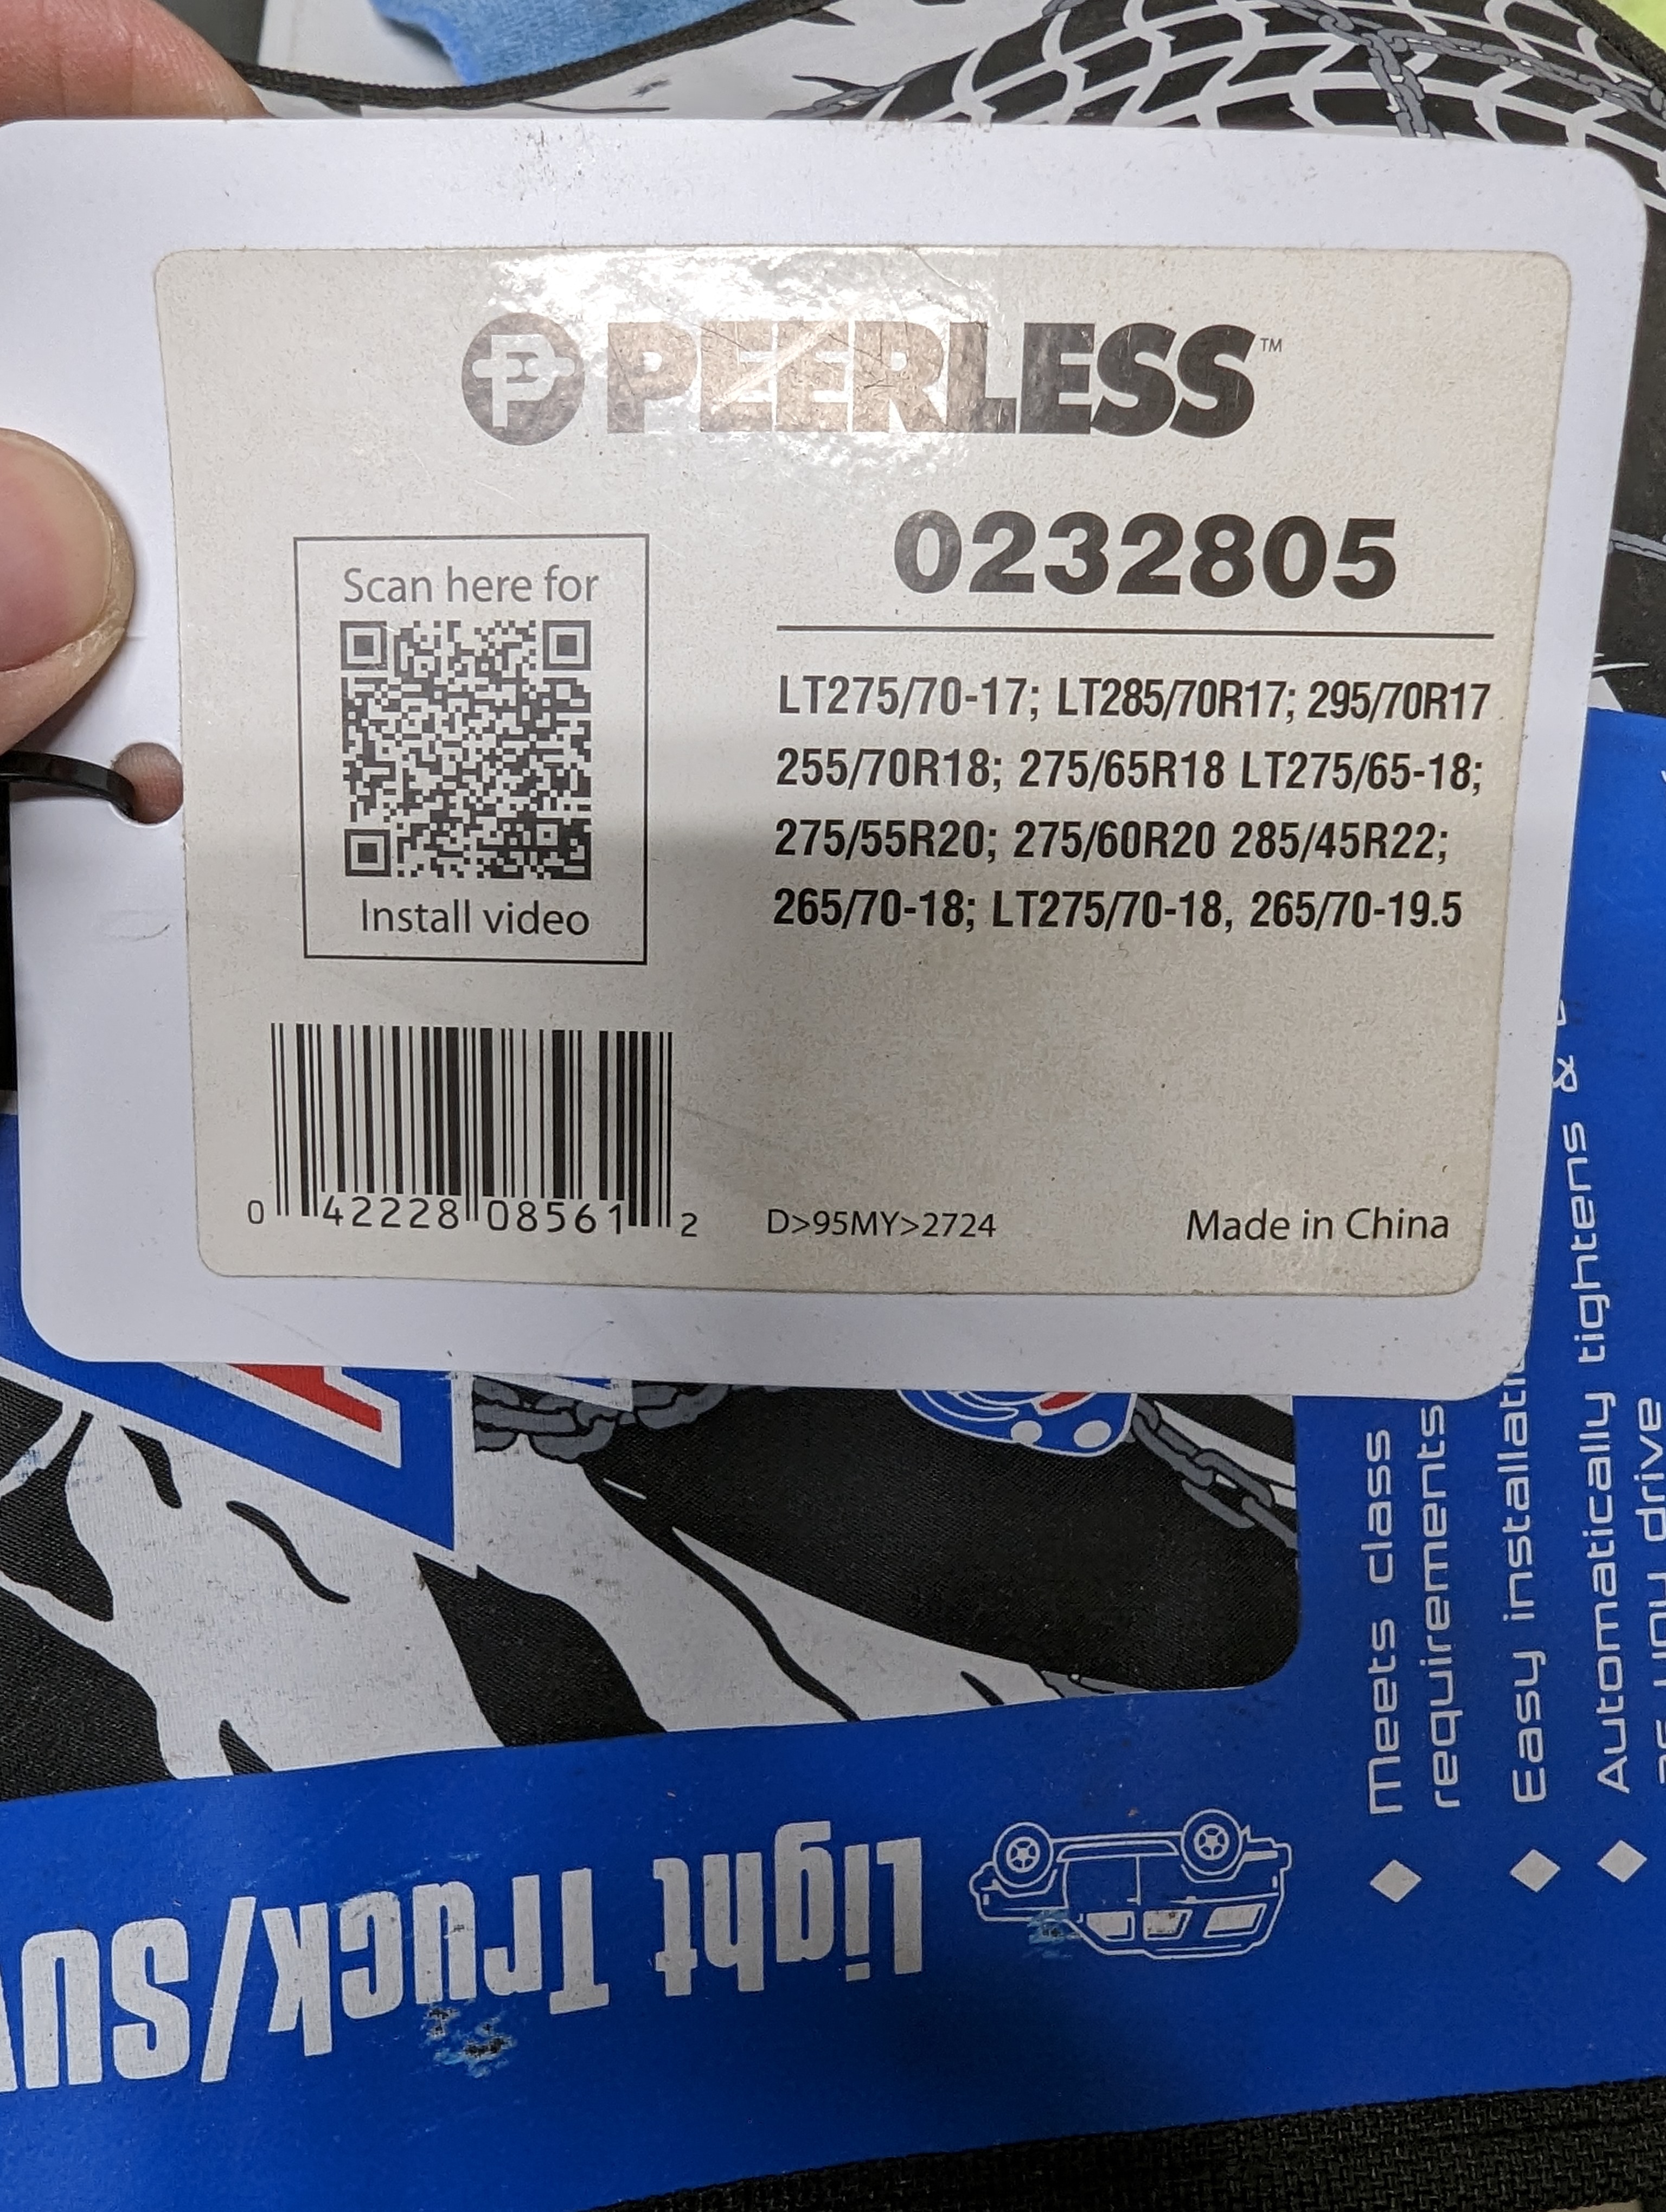 PEERLESS™
0232805
Scan here for
Install video
LT275/70-17; LT285/70R17; 295/70R17
255/70R18; 275/65R18 LT275/65-18;
275/55R20; 275/60R20 285/45R22;
265/70-18; LT275/70-18, 265/70-19.5
0 42228 08561 2
D>95MY>2724
Made in China
Meets class
requirements
Easy
Automatically tightens &
drive
Light Truck/SUV